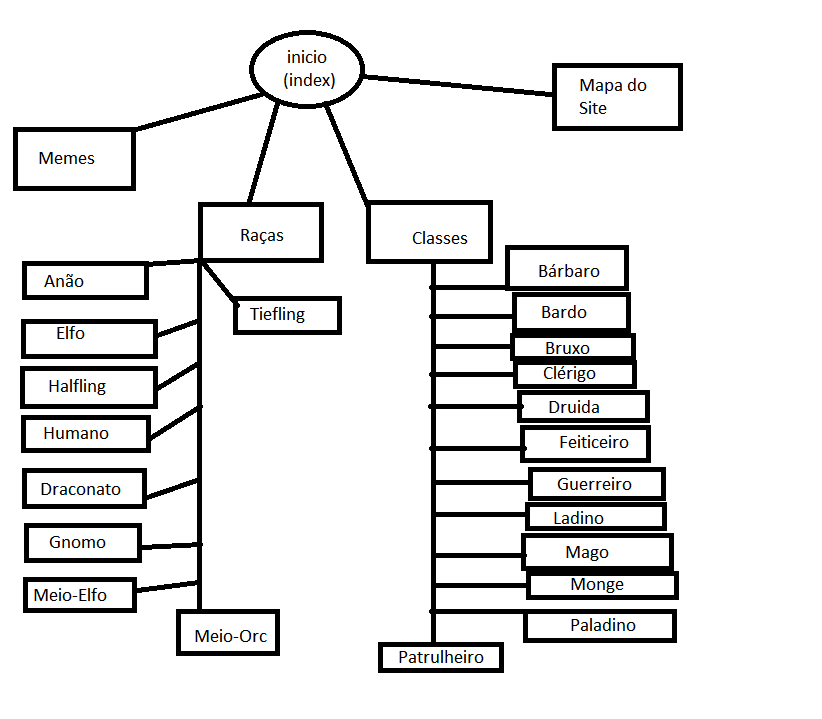 inicio
(index)
Mapa do
Site
Memes
Raças
Classes
Anão
Elfo
Halfling
Humano
Draconato
Gnomo
Meio-Elfo
Meio-Orc
Tiefling
Bárbaro
Bardo
Bruxo
Clérigo
Druida
Feiticeiro
Guerreiro
Ladino
Mago
Monge
Paladino
Patrulheiro